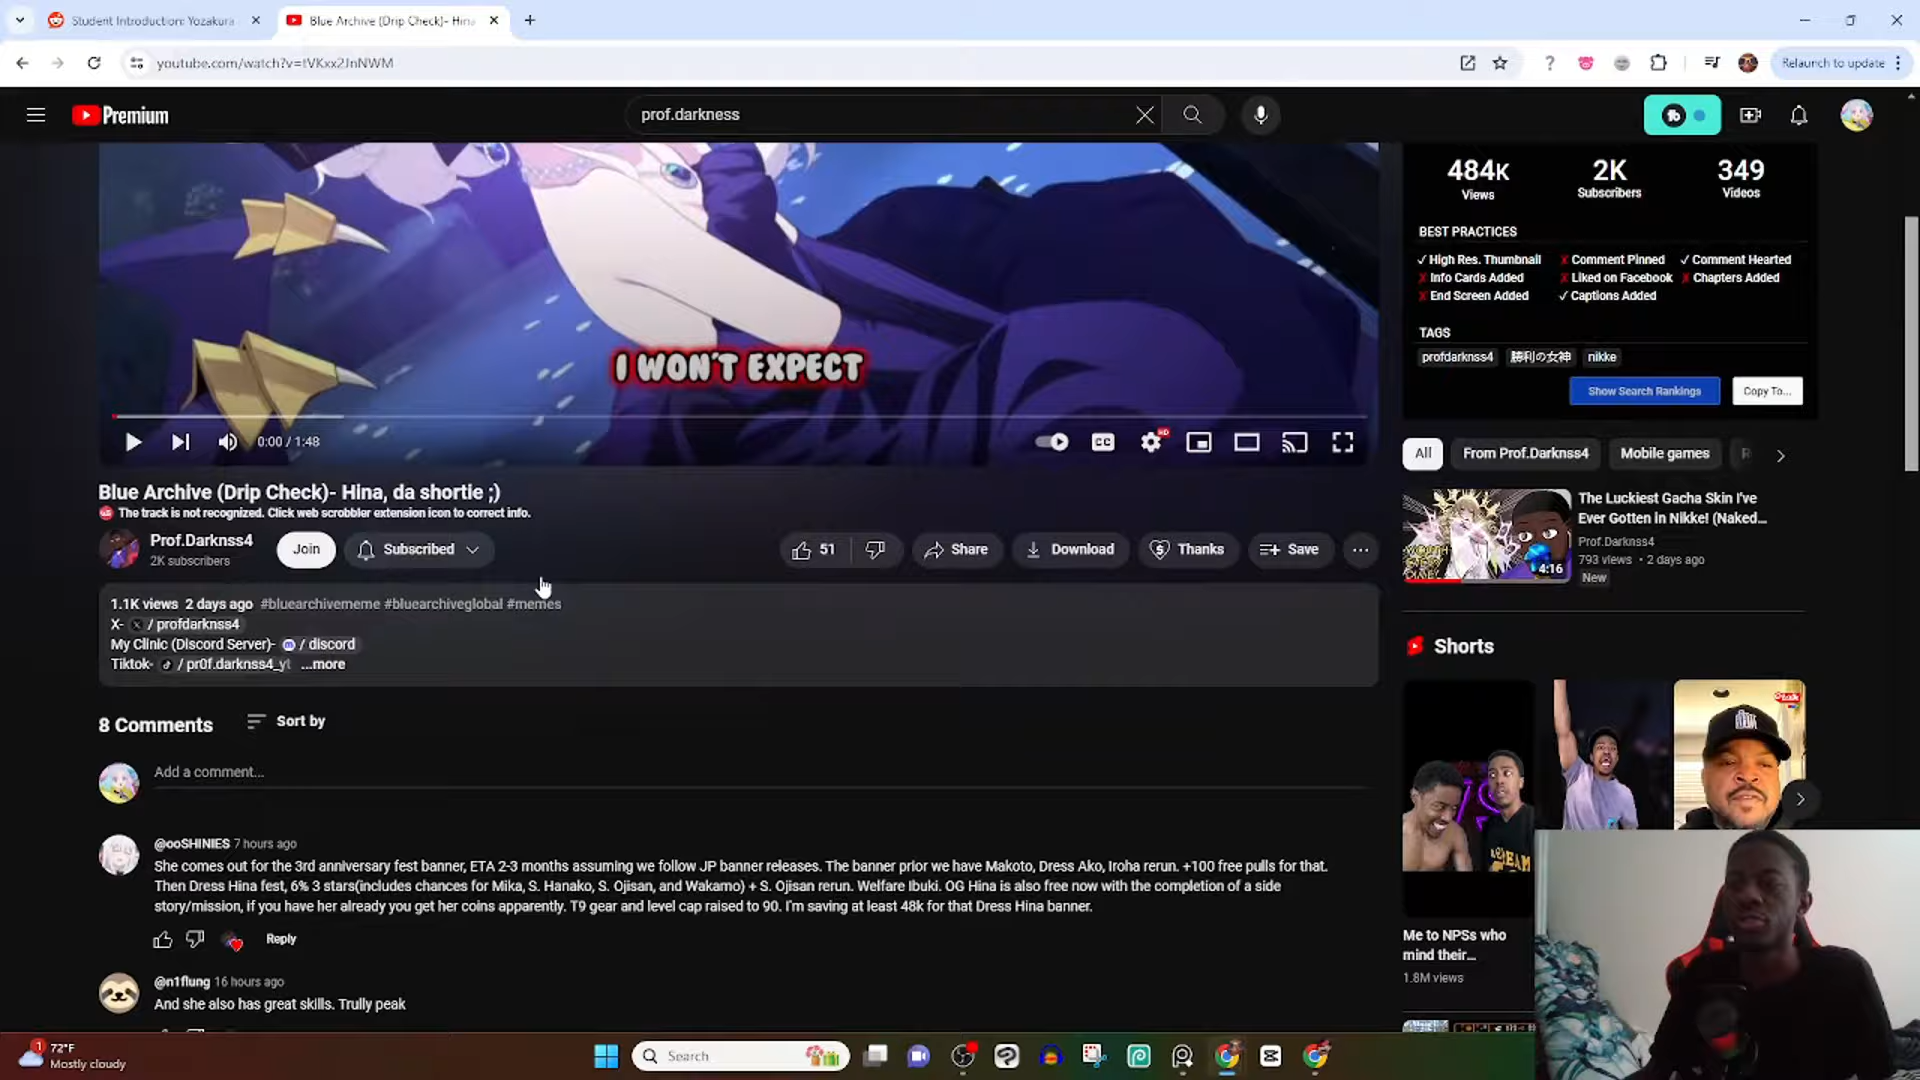 Student Introduction: Yozakura
Blue Archive (Drip Check)- Hina
youtube.com/watch?v=tVKxx2JnNWM
Relaunch to update
Premium
prof.darkness
I WON'T EXPECT
0:00 / 1:48
CC
HD
Blue Archive (Drip Check)- Hina, da shortie ;)
The track is not recognized. Click web scrobbler extension icon to correct info.
Prof.Darknss4
2K subscribers
Join
Subscribed
51
Share
Download
Thanks
Save
1.1K views 2 days ago #bluearchivememe #bluearchiveglobal #memes
X- / profdarknss4
My Clinic (Discord Server)- / discord
Tiktok- / pr0f.darknss4_yt ...more
8 Comments
Sort by
Add a comment...
@ooSHINIES 7 hours ago
She comes out for the 3rd anniversary fest banner, ETA 2-3 months assuming we follow JP banner releases. The banner prior we have Makoto, Dress Ako, Iroha rerun. +100 free pulls for that.
Then Dress Hina fest, 6% 3 stars(includes chances for Mika, S. Hanako, S. Ojisan, and Wakamo) + S. Ojisan rerun. Welfare Ibuki. OG Hina is also free now with the completion of a side
story/mission, if you have her already you get her coins apparently. T9 gear and level cap raised to 90. I'm saving at least 48k for that Dress Hina banner.
Reply
@n1flung 16 hours ago
And she also has great skills. Trully peak
484K 2K 349
Views Subscribers Videos
BEST PRACTICES
✓ High Res. Thumbnail x Comment Pinned ✓ Comment Hearted
x Info Cards Added x Liked on Facebook x Chapters Added
x End Screen Added ✓ Captions Added
TAGS
profdarknss4 勝利の女神 nikke
Show Search Rankings
Copy To...
All
From Prof.Darknss4
Mobile games
R
The Luckiest Gacha Skin I've
Ever Gotten in Nikke! (Naked...
Prof.Darknss4
793 views • 2 days ago
New
4:16
Shorts
Me to NPSs who
mind their...
1.8M views
1
72°F
Mostly cloudy
Search